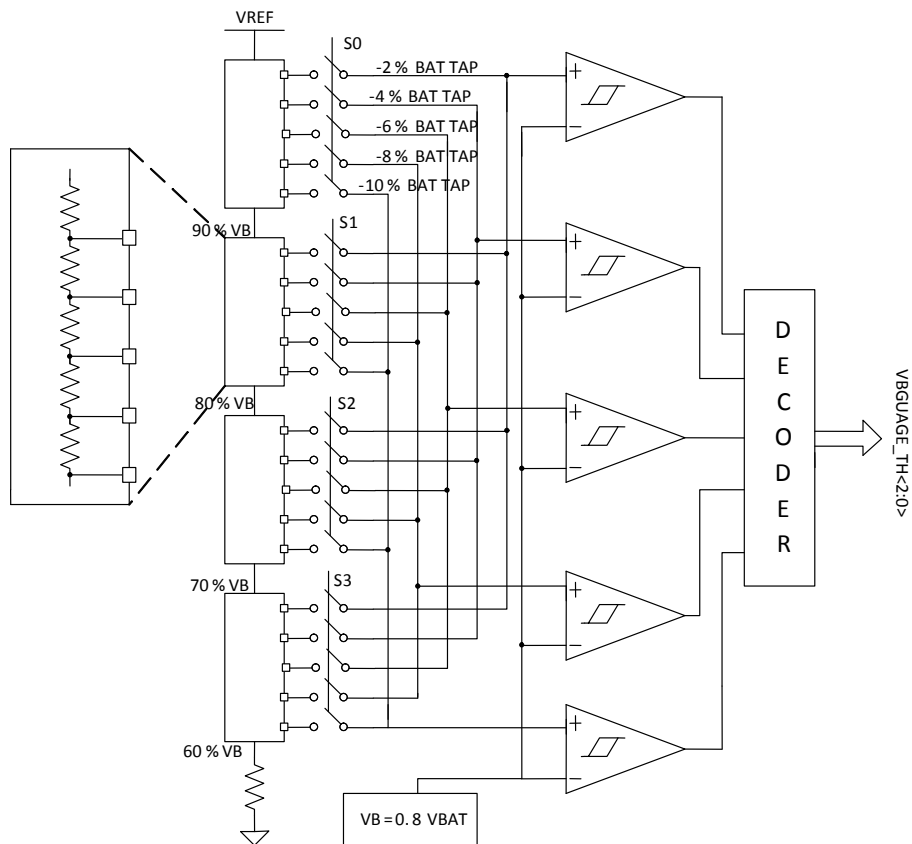 VREF
S0
-2 % BAT TAP
-4 % BAT TAP
-6 % BAT TAP
-8 % BAT TAP
-10 % BAT TAP
90 % VB
S1
80 % VB
S2
70 % VB
S3
60 % VB
VB = 0. 8 VBAT
+
−
+
−
+
−
+
−
+
−
D
E
C
O
D
E
R
VBGUAGE_TH<2:0>